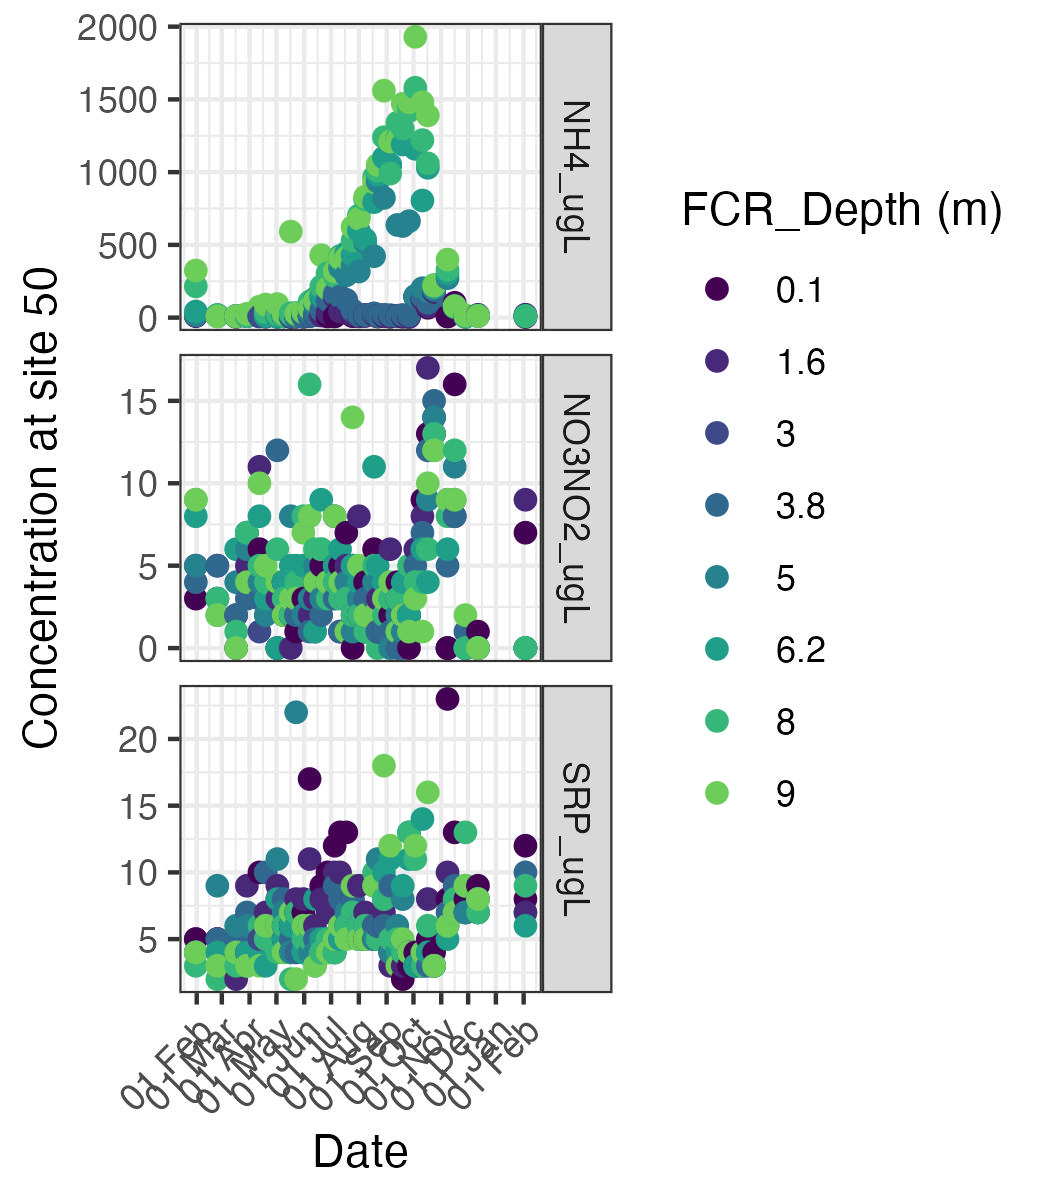 Concentration at site 50
2000
1500
1000
500
0
NH4_ugL
15
10
5
0
NO3NO2_ugL
20
15
10
5
SRP_ugL
01 Feb
01 Mar
01 Apr
01 May
01 Jun
01 Jul
01 Aug
01 Sep
01 Oct
01 Nov
01 Dec
01 Jan
01 Feb
Date
FCR_Depth (m)
0.1
1.6
3
3.8
5
6.2
8
9